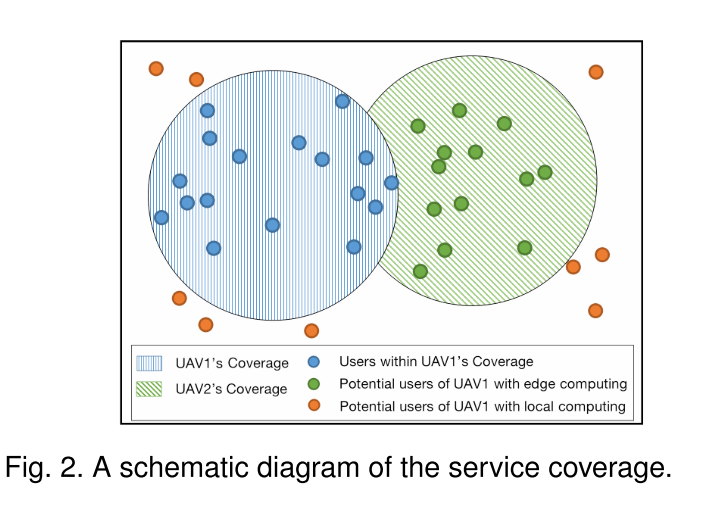 UAV1's Coverage
UAV2's Coverage
Users within UAV1's Coverage
Potential users of UAV1 with edge computing
Potential users of UAV1 with local computing
Fig. 2. A schematic diagram of the service coverage.